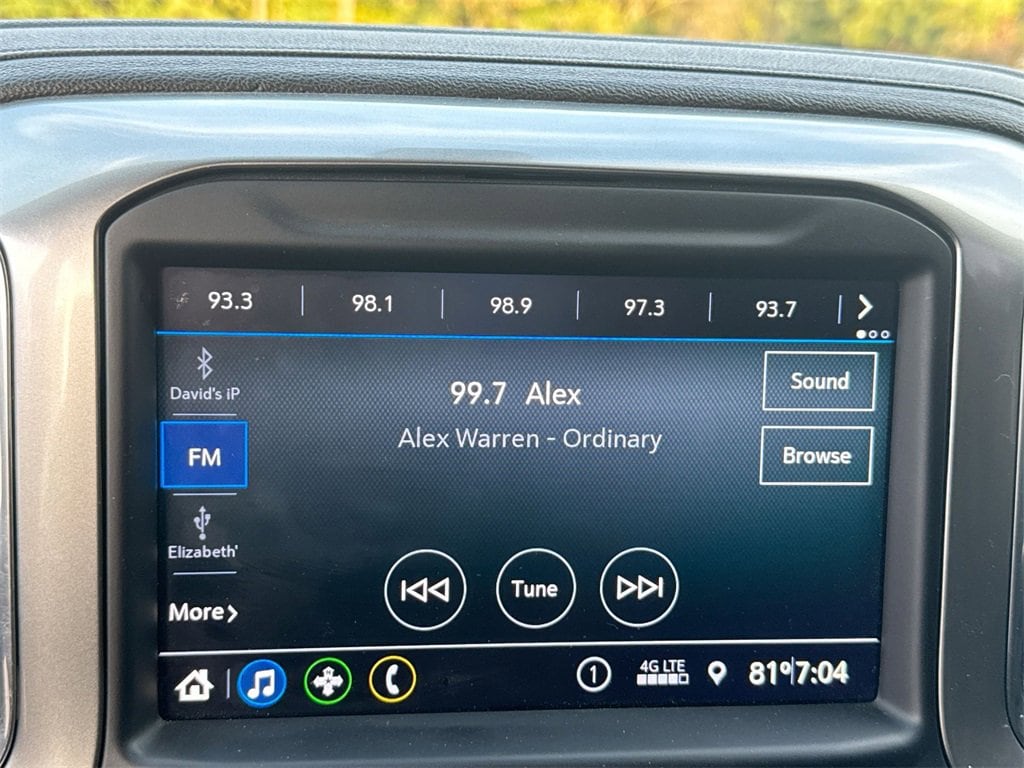 93.3 98.1 98.9 97.3 93.7
David's iP
99.7 Alex
Sound
Alex Warren - Ordinary
FM
Browse
Elizabeth'
Tune
More
1 4G LTE 81° 7:04